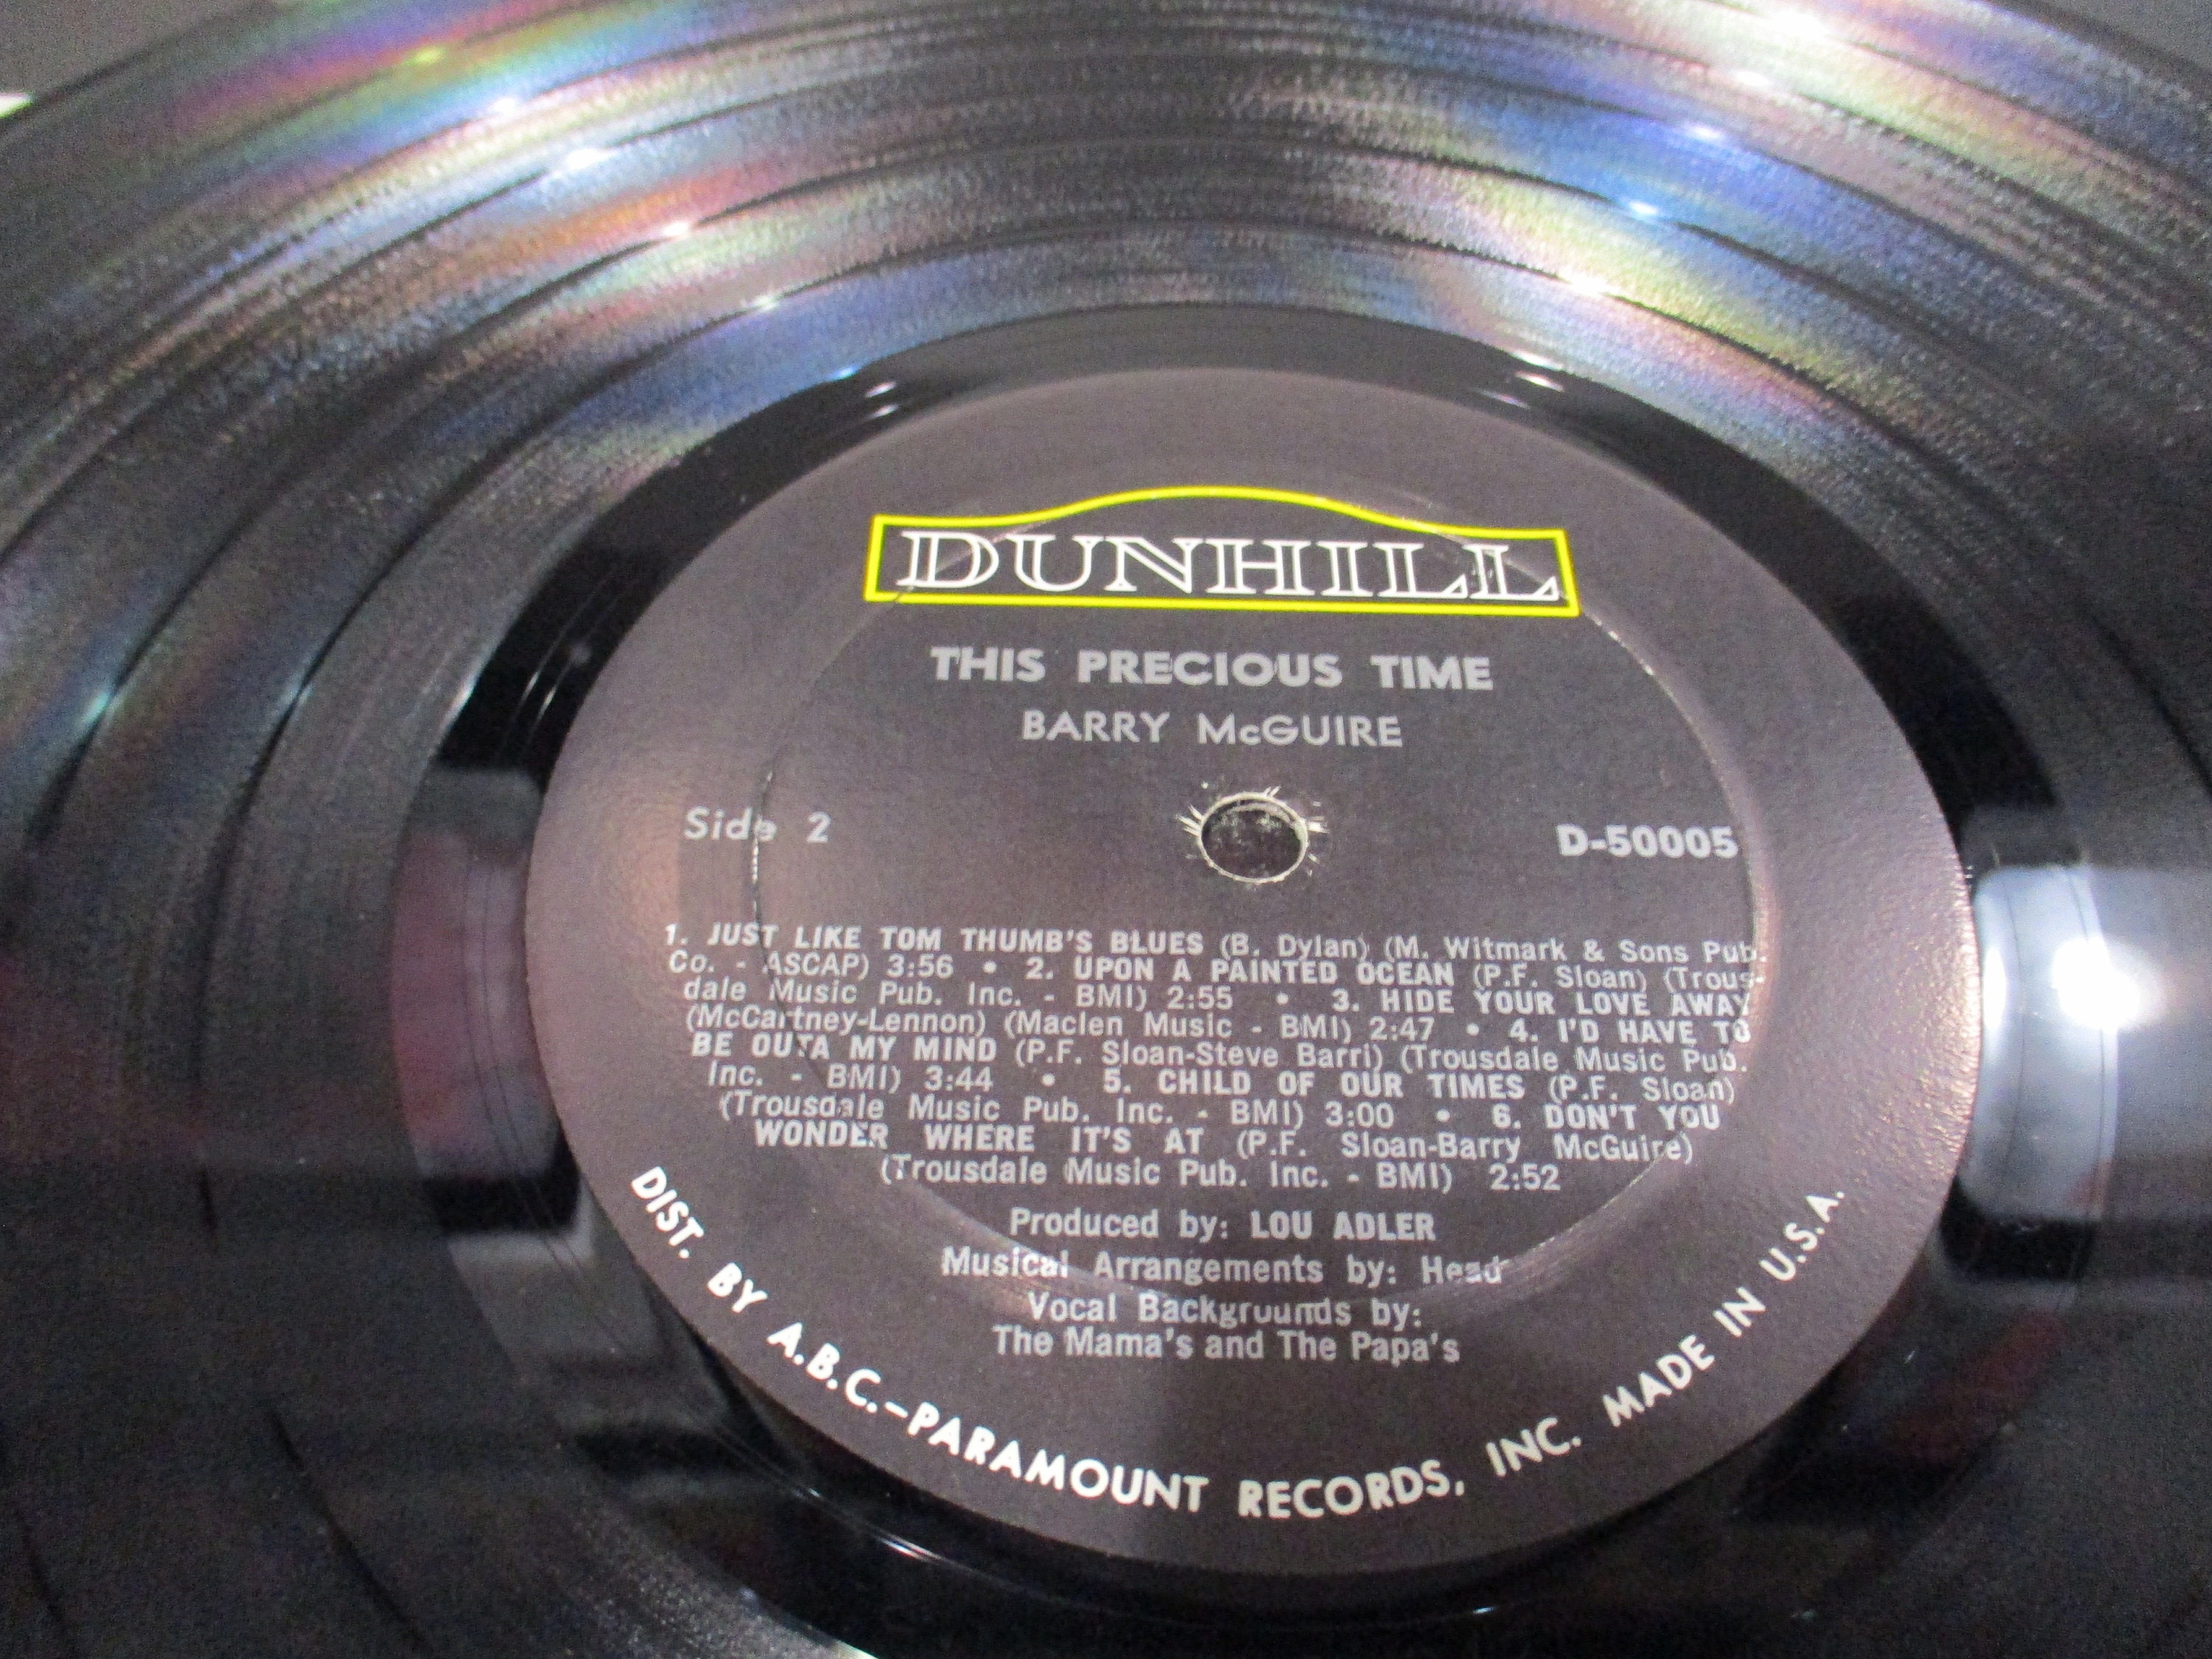 DUNHILL
THIS PRECIOUS TIME
BARRY McGUIRE
Side 2
D-50005
1. JUST LIKE TOM THUMB'S BLUES (B. Dylan) (M. Witmark & Sons Pub.
Co. - ASCAP) 3:56 • 2. UPON A PAINTED OCEAN (P.F. Sloan) (Trous-
dale Music Pub. Inc. - BMI) 2:55 • 3. HIDE YOUR LOVE AWAY
(McCartney-Lennon) (Maclen Music - BMI) 2:47 • 4. I'D HAVE TO
BE OUTA MY MIND (P.F. Sloan-Steve Barri) (Trousdale Music Pub.
Inc. - BMI) 3:44 • 5. CHILD OF OUR TIMES (P.F. Sloan)
(Trousdale Music Pub. Inc. - BMI) 3:00 • 6. DON'T YOU
WONDER WHERE IT'S AT (P.F. Sloan-Barry McGuire)
(Trousdale Music Pub. Inc. - BMI) 2:52
Produced by: LOU ADLER
Musical Arrangements by: Head
Vocal Backgrounds by:
The Mama's and The Papa's
DIST. BY A.B.C.-PARAMOUNT RECORDS, INC. MADE IN U.S.A.